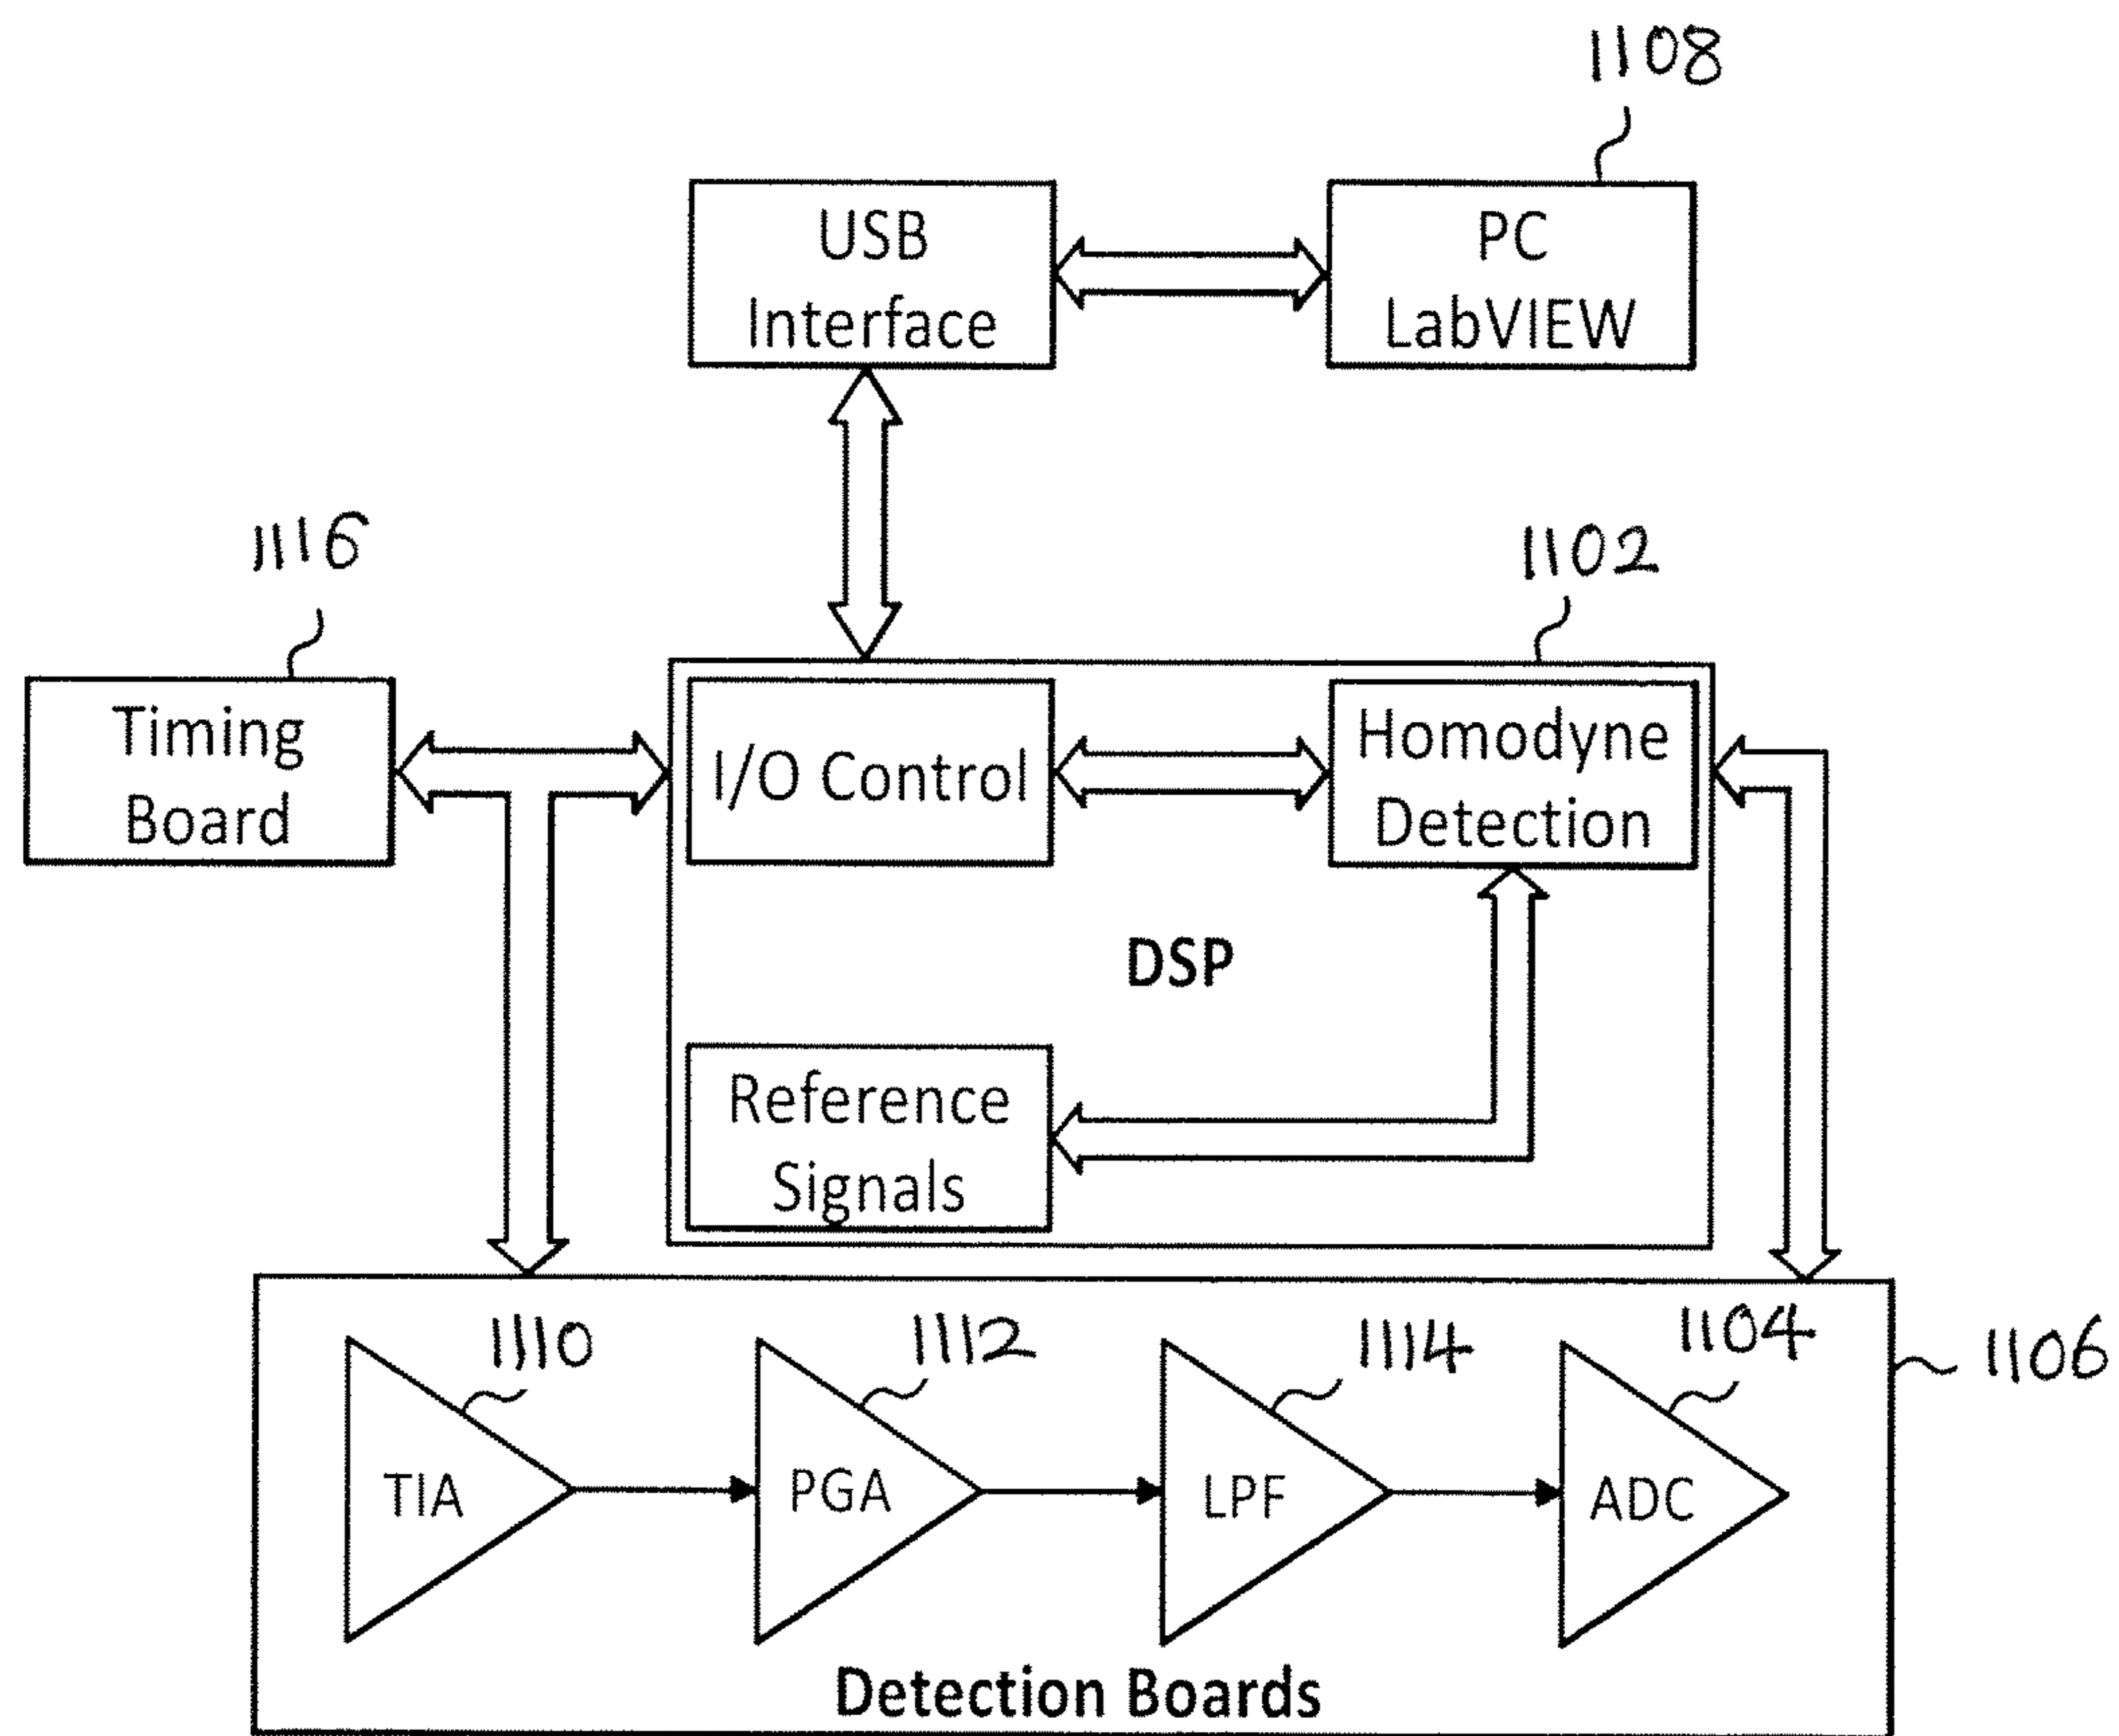 1108
USB
Interface
PC
LabVIEW
1116
1102
Timing
Board
I/O Control
Homodyne
Detection
DSP
Reference
Signals
1110
1112
1114
1104
1106
TIA
PGA
LPF
ADC
Detection Boards